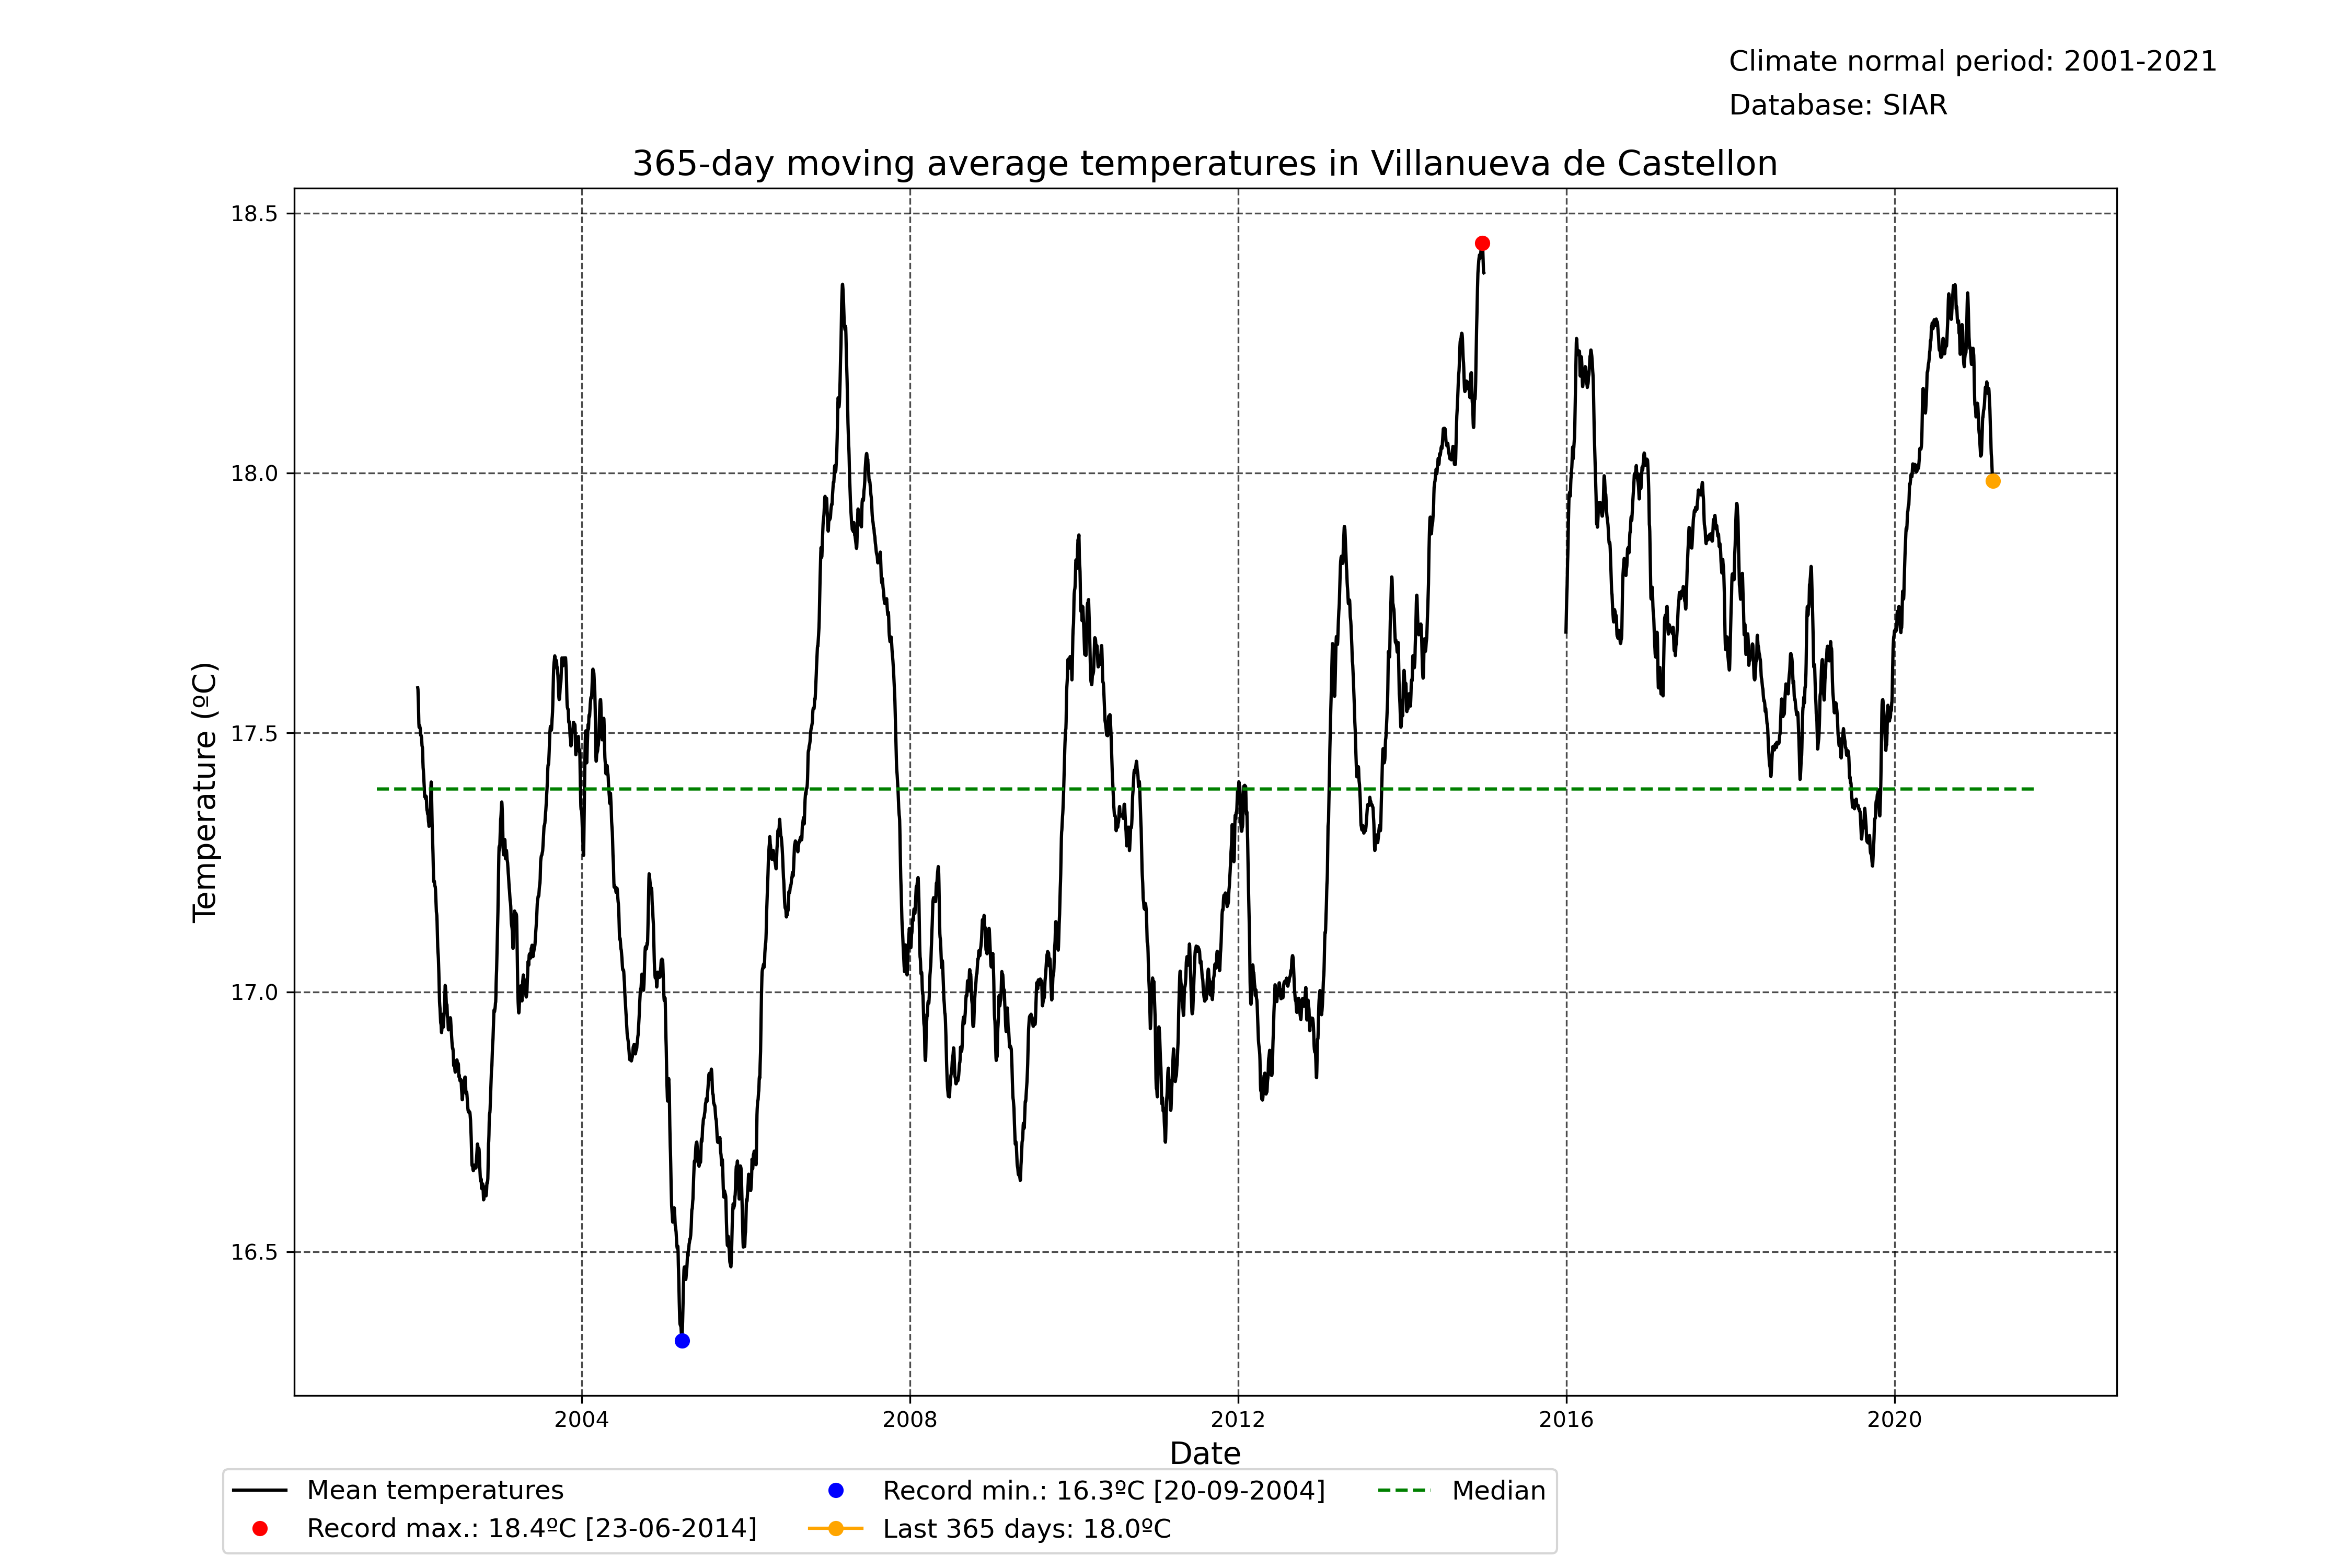 Climate normal period: 2001-2021
Database: SIAR
365-day moving average temperatures in Villanueva de Castellon
18.5
18.0
17.5
17.0
16.5
Temperature (ºC)
2004 2008 2012 2016 2020
Date
Mean temperatures
Record max.: 18.4ºC [23-06-2014]
Record min.: 16.3ºC [20-09-2004]
Last 365 days: 18.0ºC
Median